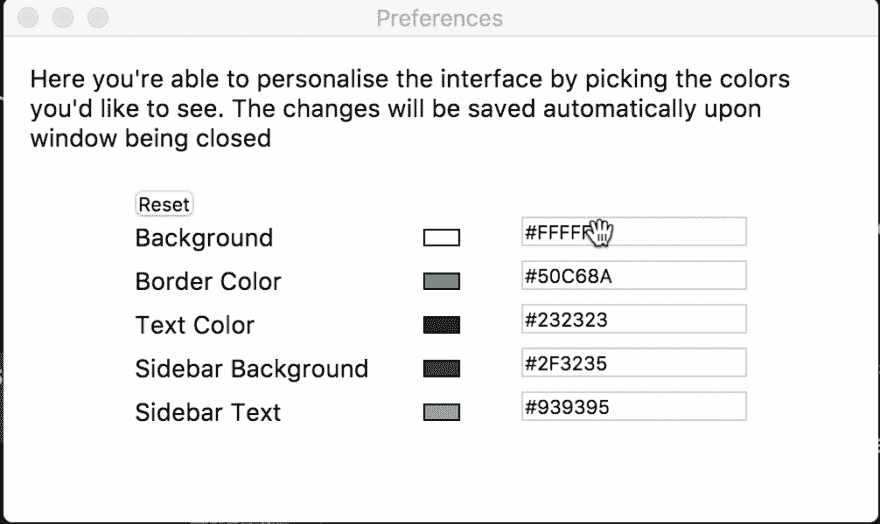 Preferences
Here you're able to personalise the interface by picking the colors
you'd like to see. The changes will be saved automatically upon
window being closed
Reset
Background
Border Color #50C68A
Text Color #232323
Sidebar Background #2F3235
Sidebar Text #939395